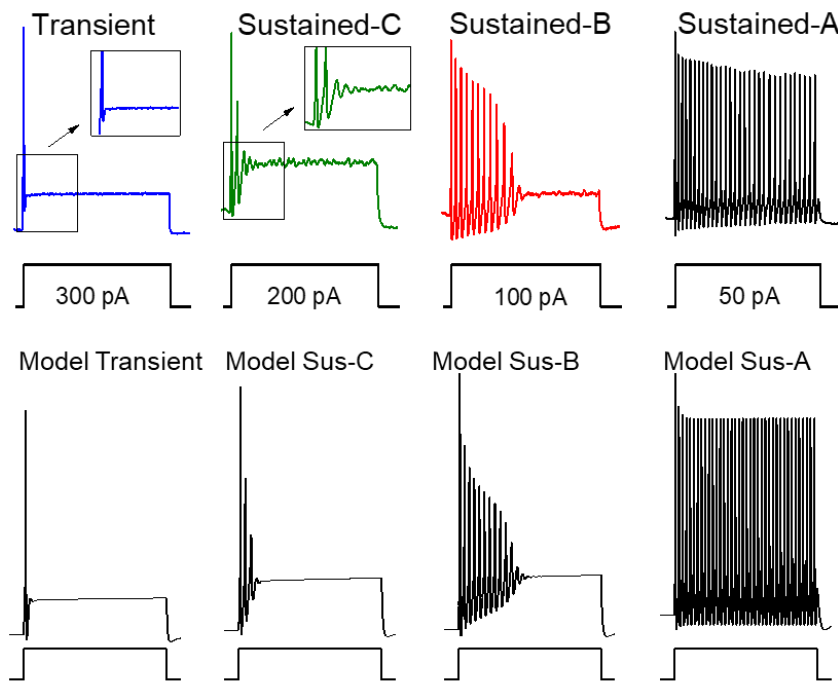 Transient
Sustained-C
Sustained-B
Sustained-A
300 pA
200 pA
100 pA
50 pA
Model Transient
Model Sus-C
Model Sus-B
Model Sus-A